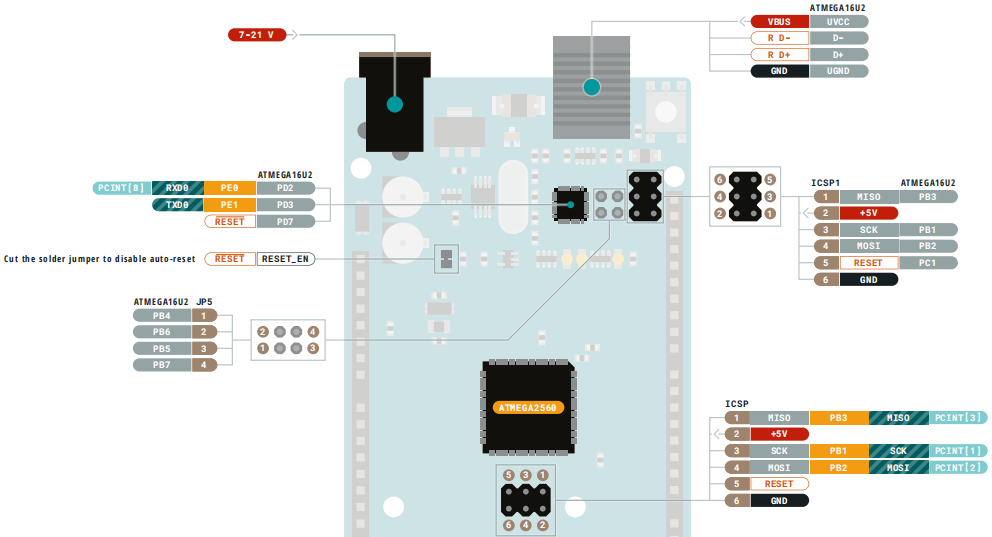 ATMEGA16U2
VBUS UVCC
R D- D-
R D+ D+
GND UGND
7-21 V
ATMEGA16U2
PCINT[8] RXD0 PE0 PD2
TXD0 PE1 PD3
RESET PD7
Cut the solder jumper to disable auto-reset RESET RESET_EN
6 5
4 3
2 1
ICSP1 ATMEGA16U2
1 MISO PB3
2 +5V
3 SCK PB1
4 MOSI PB2
5 RESET PC1
6 GND
ATMEGA16U2 JP5
PB4 1
PB6 2
PB5 3
PB7 4
2 4
1 3
ATMEGA2560
5 3 1
6 4 2
ICSP
1 MISO PB3 MISO PCINT[3]
2 +5V
3 SCK PB1 SCK PCINT[1]
4 MOSI PB2 MOSI PCINT[2]
5 RESET
6 GND